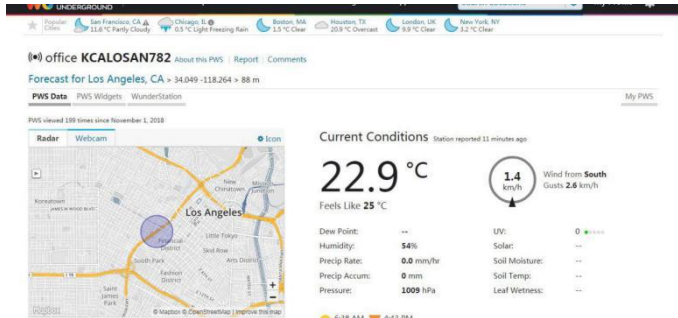 UNDERGROUND
Popular Cities
San Francisco, CA
11.6 °C Partly Cloudy
Chicago, IL
0.5 °C Light Freezing Rain
Boston, MA
1.5 °C Clear
Houston, TX
20.9 °C Overcast
London, UK
9.9 °C Clear
New York, NY
3.2 °C Clear
office KCALOSAN782 About this PWS | Report | Comments
Forecast for Los Angeles, CA > 34.049 -118.264 > 88 m
PWS Data PWS Widgets WunderStation My PWS
PWS viewed 199 times since November 1, 2018
Radar Webcam Icon
Current Conditions Station reported 11 minutes ago
22.9 °C
Feels Like 25 °C
1.4
km/h
Wind from South
Gusts 2.6 km/h
Dew Point: --
Humidity: 54%
Precip Rate: 0.0 mm/hr
Precip Accum: 0 mm
Pressure: 1009 hPa
UV: 0
Solar: --
Soil Moisture: --
Soil Temp: --
Leaf Wetness: --
New
Chinatown
Koreatown
Los Angeles
Little Tokyo
Financial
District
Skid Row
South Park
Arts District
Fashion
District
Saint
James
Park
+
−
mapbox
© Mapbox © OpenStreetMap | Improve this map